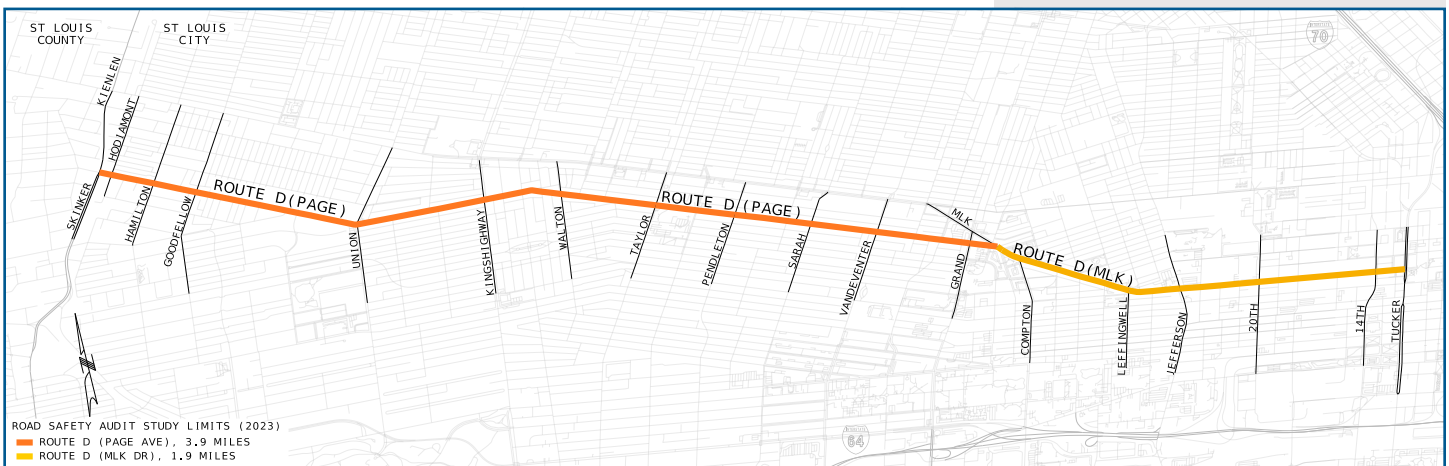 ST LOUIS
COUNTY
ST LOUIS
CITY
70
KIENLEN
HODIAMONT
SKINKER
HAMILTON
GOODFELLOW
ROUTE D(PAGE)
UNION
KINGSHIGHWAY
WALTON
TAYLOR
ROUTE D(PAGE)
PENDLETON
SARAH
VANDEVENTER
MLK
GRAND
ROUTE D(MLK)
COMPTON
LEFFINGWELL
JEFFERSON
20TH
14TH
TUCKER
N
64
ROAD SAFETY AUDIT STUDY LIMITS (2023)
ROUTE D (PAGE AVE), 3.9 MILES
ROUTE D (MLK DR), 1.9 MILES